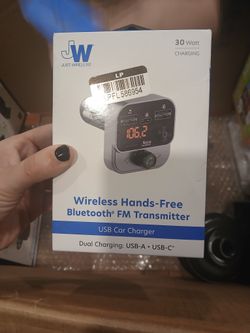 JW
JUST WIRELESS
30 Watt
CHARGING
LP
PFL586954
106.2
Wireless Hands-Free
Bluetooth® FM Transmitter
USB Car Charger
Dual Charging: USB-A • USB-C®